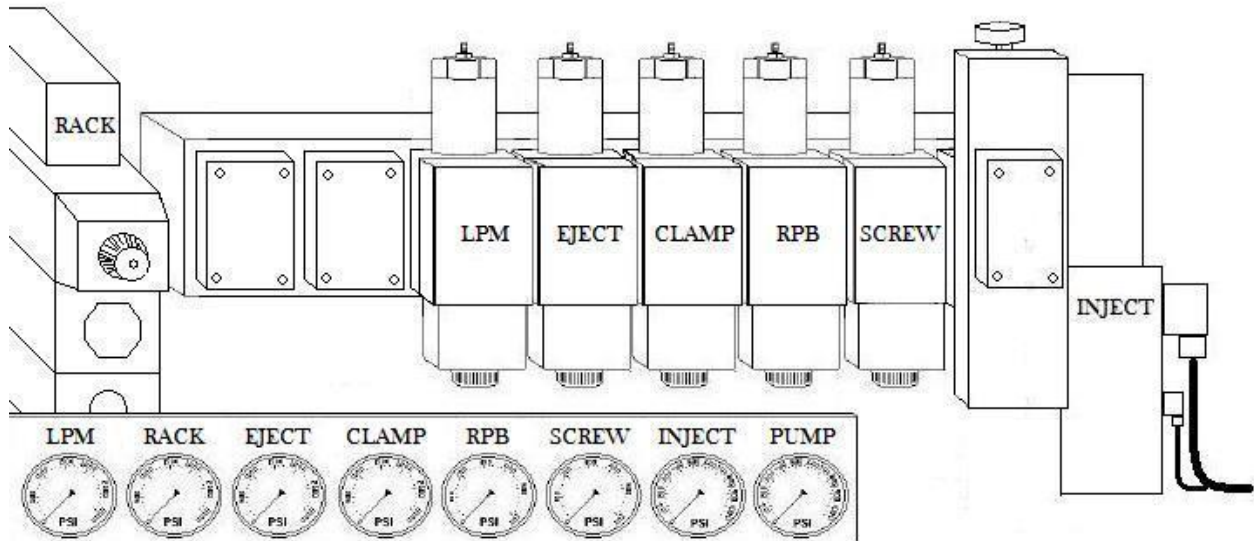 RACK
LPM EJECT CLAMP RPB SCREW
INJECT
LPM RACK EJECT CLAMP RPB SCREW INJECT PUMP
PSI PSI PSI PSI PSI PSI PSI PSI